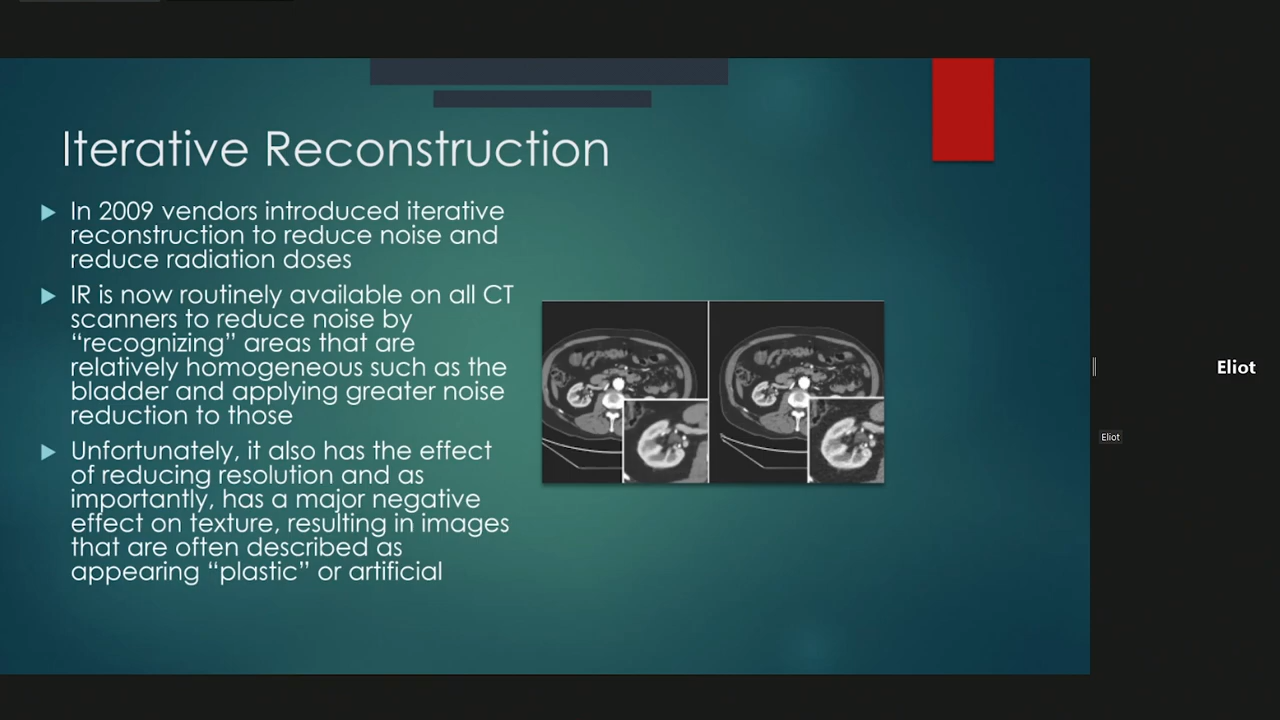 Iterative Reconstruction
In 2009 vendors introduced iterative
reconstruction to reduce noise and
reduce radiation doses
IR is now routinely available on all CT
scanners to reduce noise by
“recognizing” areas that are
relatively homogeneous such as the
bladder and applying greater noise
reduction to those
Unfortunately, it also has the effect
of reducing resolution and as
importantly, has a major negative
effect on texture, resulting in images
that are often described as
appearing “plastic” or artificial
Eliot
Eliot